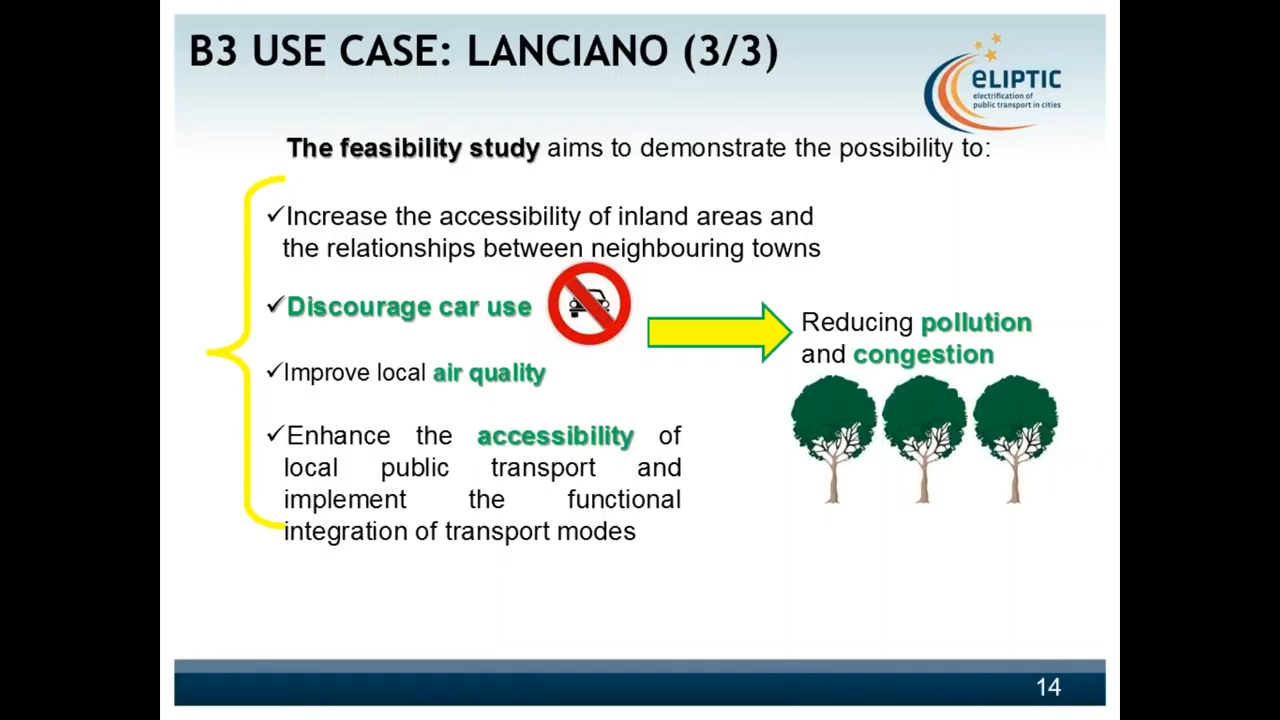 B3 USE CASE: LANCIANO (3/3)
eLIPTIC
electrification of
public transport in cities
The feasibility study aims to demonstrate the possibility to:
✓Increase the accessibility of inland areas and
the relationships between neighbouring towns
✓Discourage car use
✓Improve local air quality
✓Enhance the accessibility of
local public transport and
implement the functional
integration of transport modes
Reducing pollution
and congestion
14